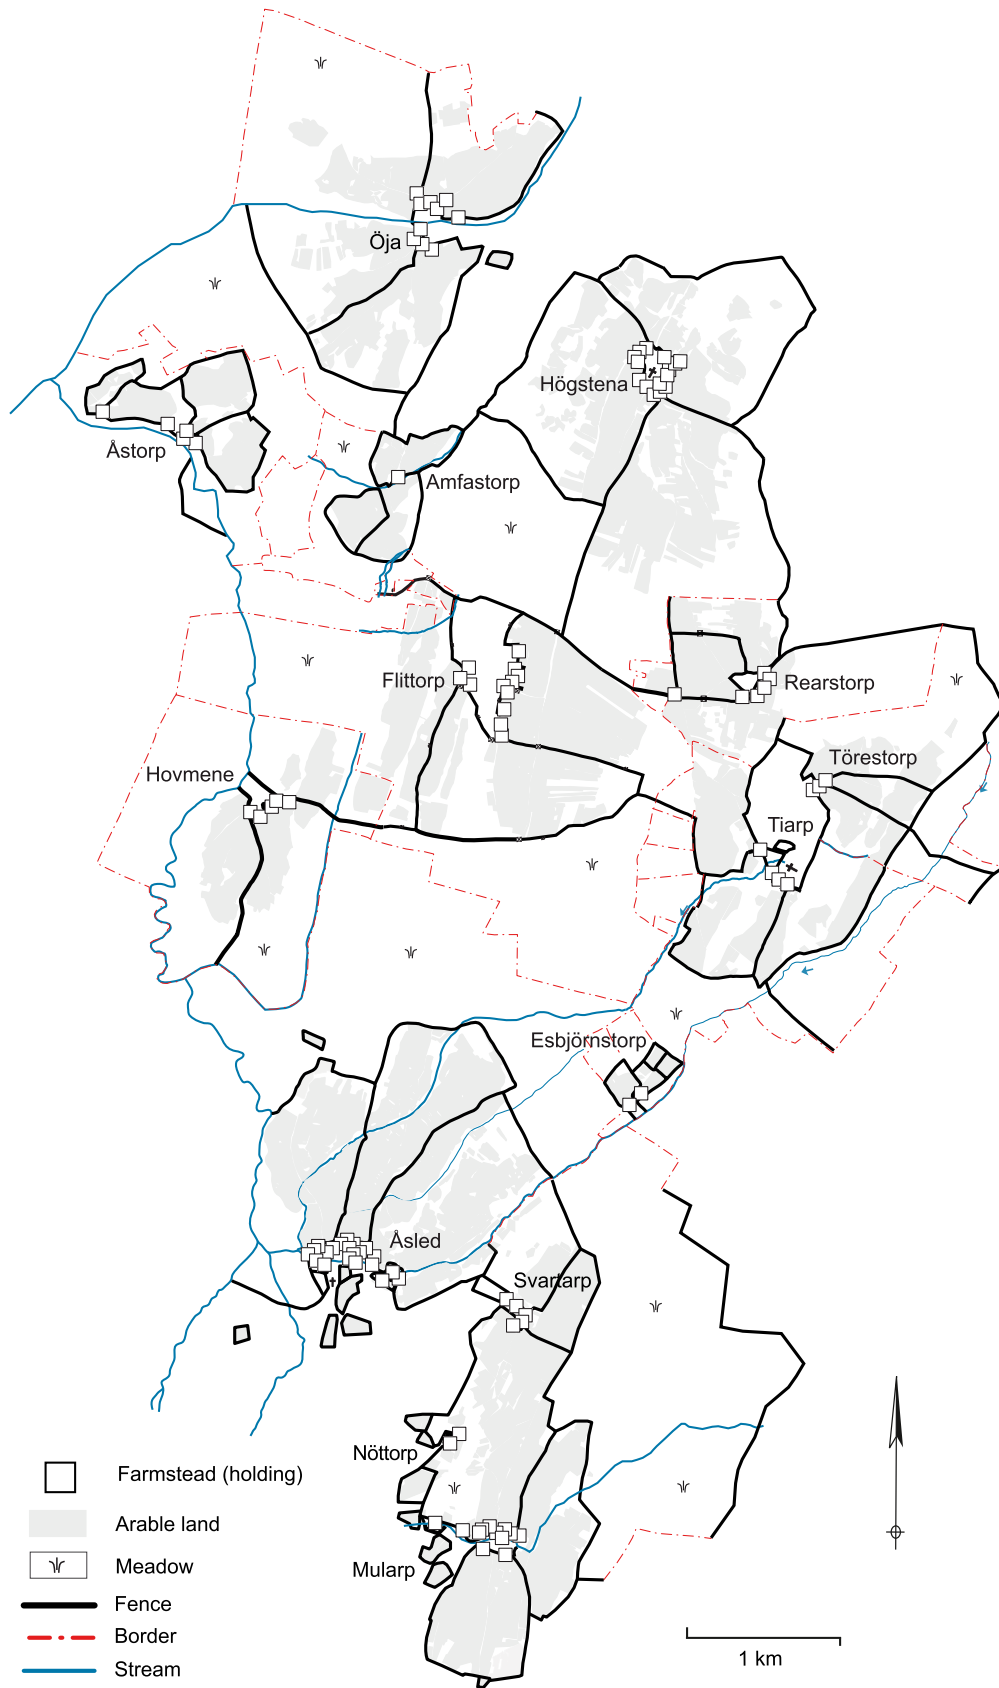 Öja
Högstena
Åstorp
Amfastorp
Flittorp
Rearstorp
Törestorp
Hovmene
Tiarp
Esbjörnstorp
Åsled
Svartarp
Nöttorp
Mularp
Farmstead (holding)
Arable land
Meadow
Fence
Border
Stream
1 km